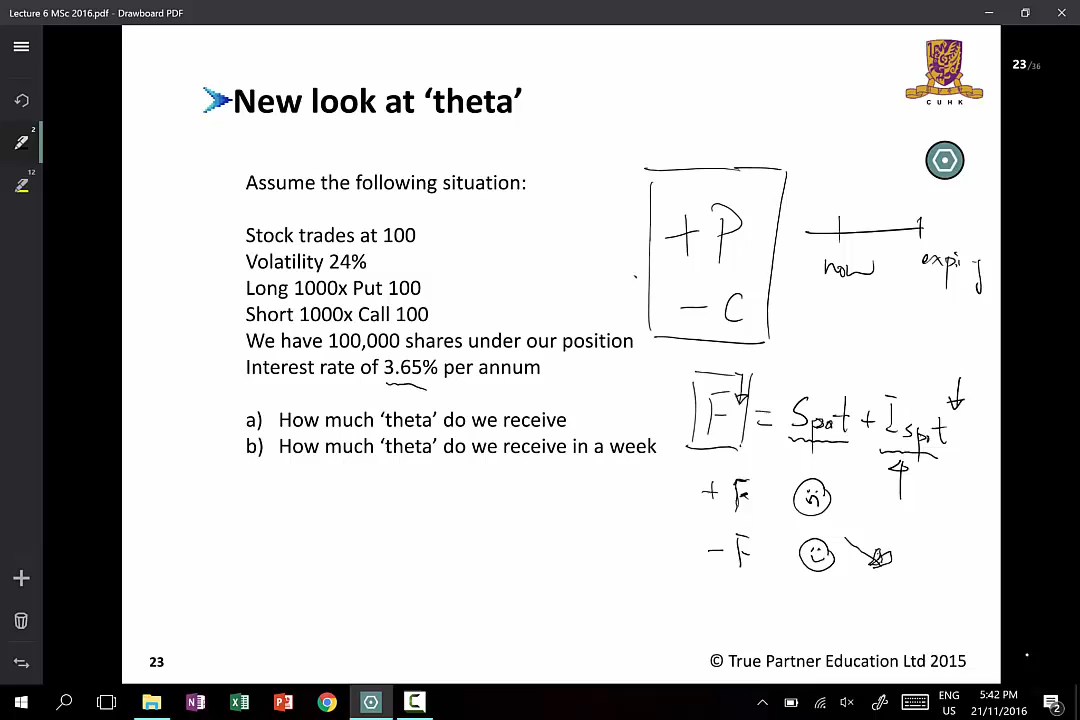 Lecture 6 MSc 2016.pdf - Drawboard PDF
23/36
CUHK
New look at ‘theta’
2
12
Assume the following situation:
Stock trades at 100
Volatility 24%
Long 1000x Put 100
Short 1000x Call 100
We have 100,000 shares under our position
Interest rate of 3.65% per annum
a) How much ‘theta’ do we receive
b) How much ‘theta’ do we receive in a week
+ P
- C
now
F = Spot + I spot
+ F
- F
23
© True Partner Education Ltd 2015
ENG
US
5:42 PM
21/11/2016
2